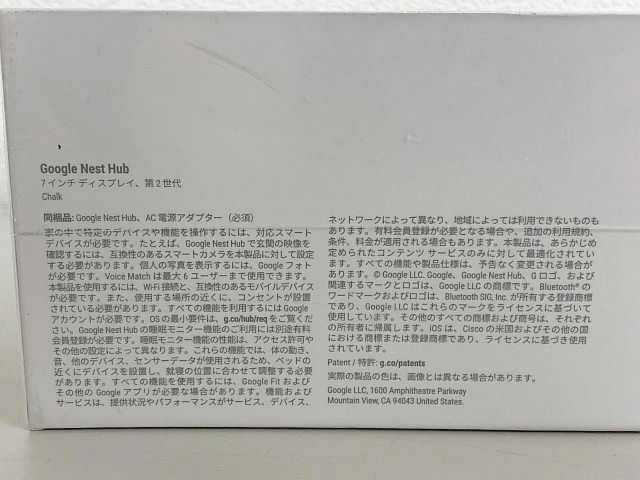 Google Nest Hub
7 インチ ディスプレイ、第 2 世代
Chalk
同梱品: Google Nest Hub、AC 電源アダプター（必須）
家の中で特定のデバイスや機能を操作するには、対応スマート
デバイスが必要です。たとえば、Google Nest Hub で玄関の映像を
確認するには、互換性のあるスマートカメラを本製品に対して設定
する必要があります。個人の写真を表示するには、Google フォト
が必要です。Voice Match は最大 6 ユーザーまで使用できます。
本製品を使用するには、Wi-Fi 接続と、互換性のあるモバイルデバイス
が必要です。また、使用する場所の近くに、コンセントが設置
されている必要があります。すべての機能を利用するには Google
アカウントが必要です。OS の最小要件は、g.co/hub/req をご覧くだ
さい。Google Nest Hub の睡眠モニター機能のご利用には別途有料
会員登録が必要です。睡眠モニター機能の性能は、アクセス許可や
その他の設定によって異なります。これらの機能では、体の動き、
音、他のデバイス、センサーデータが使用されるため、ベッド
の近くにデバイスを設置し、就寝の位置に合わせて調整する必要
があります。すべての機能を使用するには、Google Fit および
その他の Google アプリが必要な場合があります。機能および
サービスは、提供状況やパフォーマンスがサービス、デバイス、
ネットワークによって異なり、地域によっては利用できないものも
あります。有料会員登録が必要となる場合や、追加の利用規約、
条件、料金が適用される場合もあります。本製品は、あらかじめ
定められたコンテンツ サービスのみに対して最適化されていま
す。すべての機能や製品仕様は、予告なく変更される場合が
あります。© Google LLC. Google、Google Nest Hub、G ロゴ、および
関連するマークとロゴは、Google LLC の商標です。Bluetooth® の
ワードマークおよびロゴは、Bluetooth SIG, Inc. が所有する登録商標
であり、Google LLC はこれらのマークをライセンスに基づいて
使用しています。その他のすべての商標および商号は、それぞれ
の所有者に帰属します。iOS は、Cisco の米国およびその他の国
における商標または登録商標であり、ライセンスに基づき使用
されています。
Patent / 特許: g.co/patents
実際の製品の色は、画像とは異なる場合があります。
Google LLC, 1600 Amphitheatre Parkway
Mountain View, CA 94043 United States.